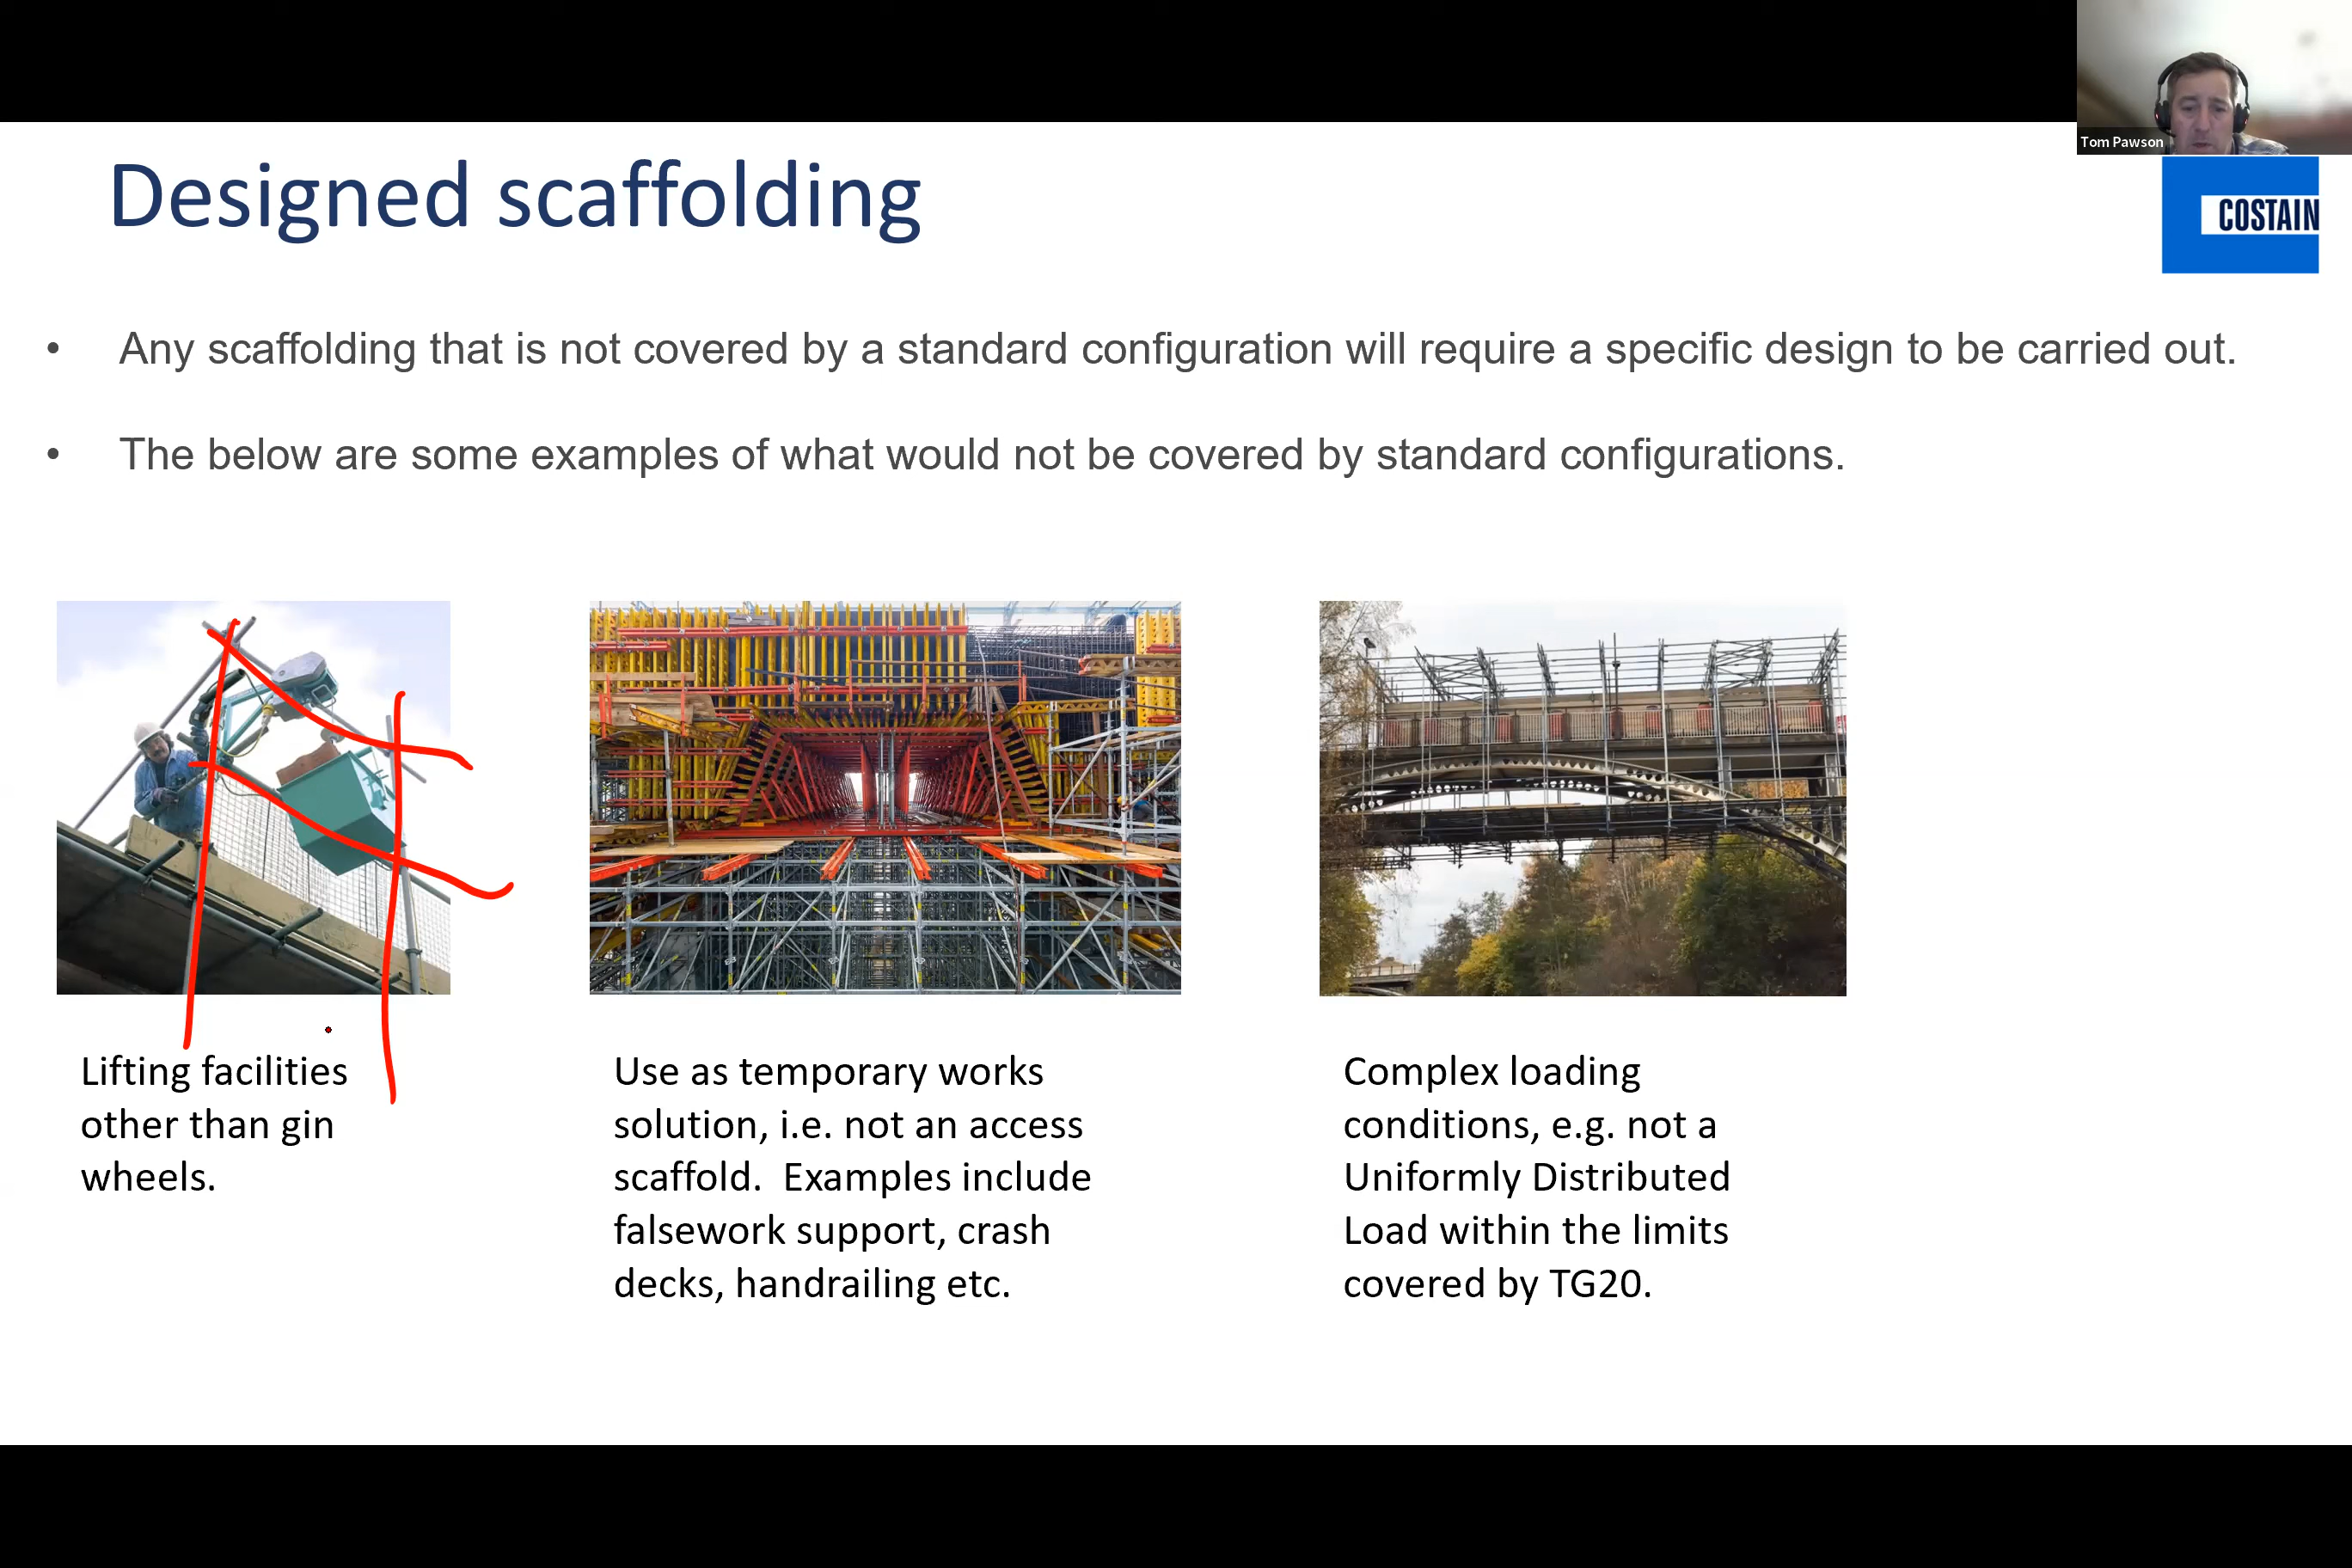 Tom Pawson
Designed scaffolding
COSTAIN
• Any scaffolding that is not covered by a standard configuration will require a specific design to be carried out.
• The below are some examples of what would not be covered by standard configurations.
Lifting facilities
other than gin
wheels.
Use as temporary works
solution, i.e. not an access
scaffold.  Examples include
falsework support, crash
decks, handrailing etc.
Complex loading
conditions, e.g. not a
Uniformly Distributed
Load within the limits
covered by TG20.